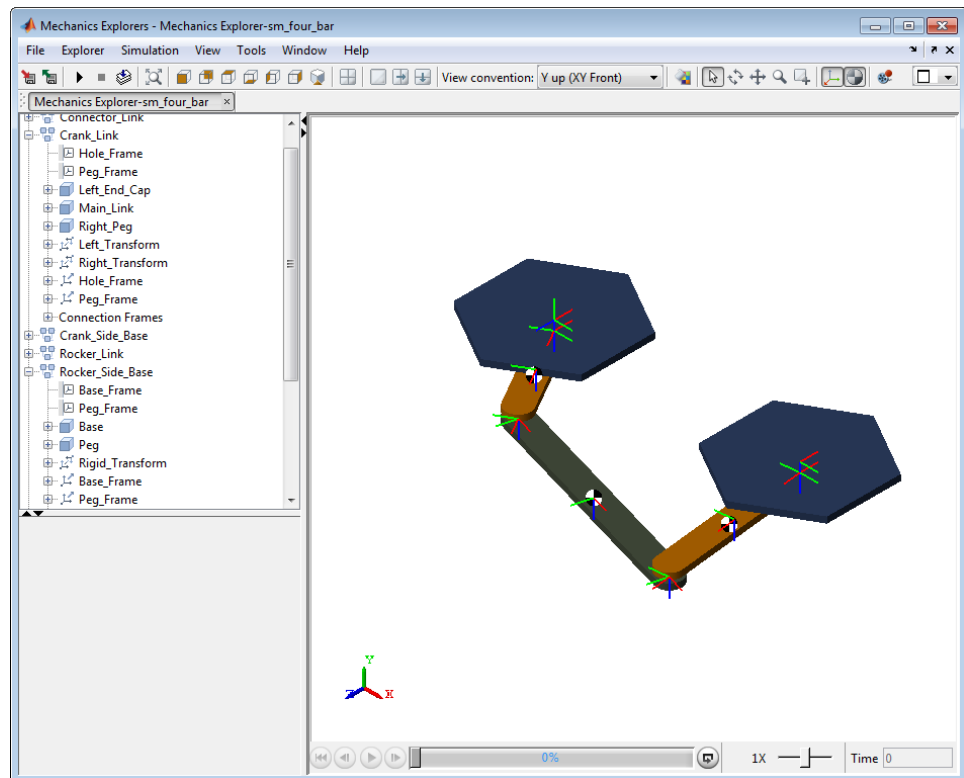 Mechanics Explorers - Mechanics Explorer-sm_four_bar
File Explorer Simulation View Tools Window Help
View convention: Y up (XY Front)
Mechanics Explorer-sm_four_bar
Connector_Link
Crank_Link
Hole_Frame
Peg_Frame
Left_End_Cap
Main_Link
Right_Peg
Left_Transform
Right_Transform
Hole_Frame
Peg_Frame
Connection Frames
Crank_Side_Base
Rocker_Link
Rocker_Side_Base
Base_Frame
Peg_Frame
Base
Peg
Rigid_Transform
Base_Frame
Peg_Frame
Y
Z X
0% 1X Time 0